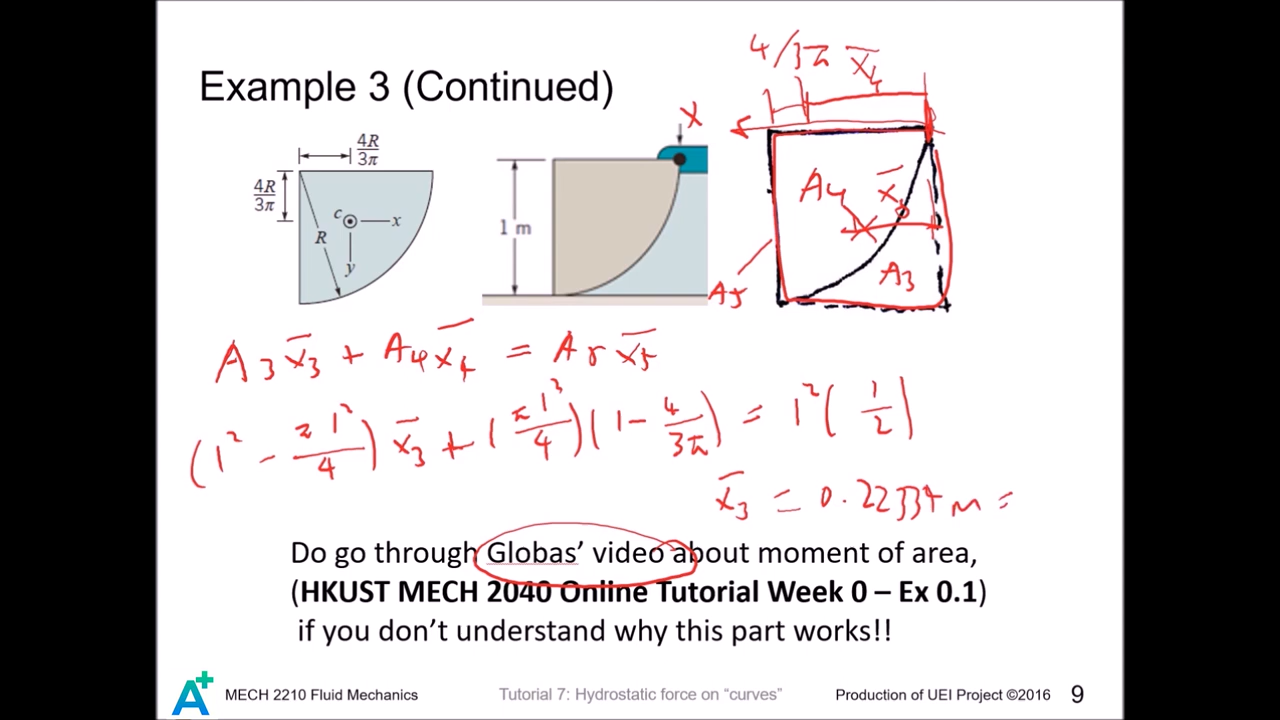 Example 3 (Continued)
4/3π x̄₄
X
4R
3π
4R
3π
c
x
R
y
1 m
A4
x̄₅
A3
A5
A₃x̄₃ + A₄x̄₄ = A₅x̄₅
(1² − π1²/4) x̄₃ + (π1²/4)(1 − 4/3π) = 1²(1/2)
x̄₃ = 0.22334 m =
Do go through Globas’ video about moment of area,
(HKUST MECH 2040 Online Tutorial Week 0 – Ex 0.1)
if you don’t understand why this part works!!
A+
MECH 2210 Fluid Mechanics
Tutorial 7: Hydrostatic force on “curves”
Production of UEI Project ©2016
9